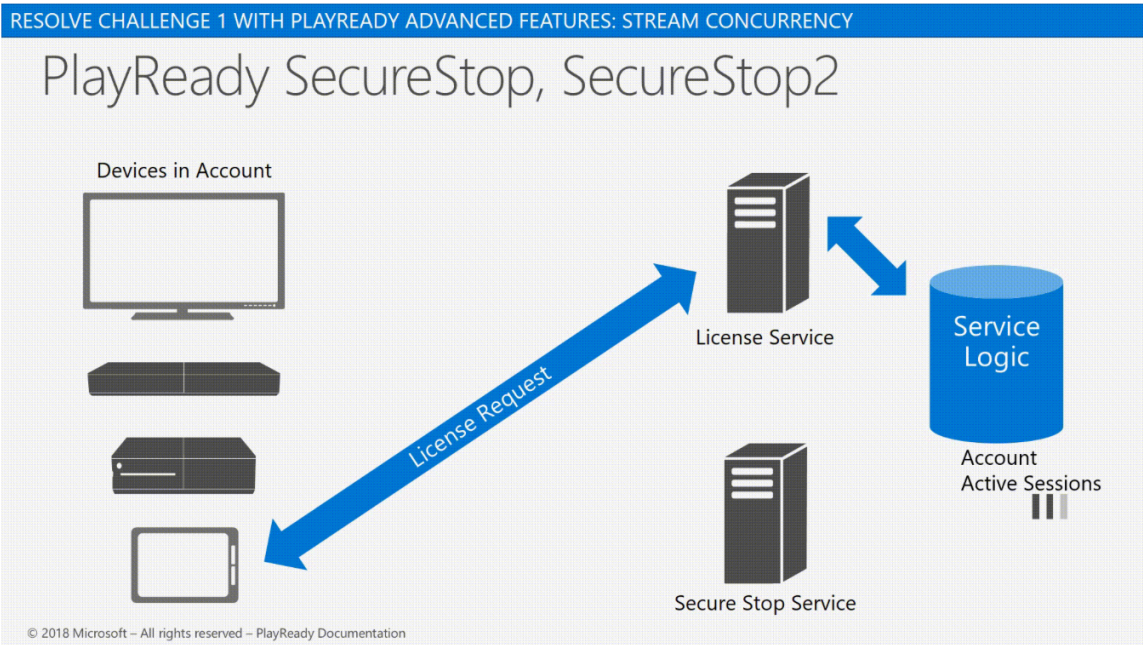 RESOLVE CHALLENGE 1 WITH PLAYREADY ADVANCED FEATURES: STREAM CONCURRENCY
PlayReady SecureStop, SecureStop2
Devices in Account
License Service
Service
Logic
License Request
Account
Active Sessions
Secure Stop Service
© 2018 Microsoft – All rights reserved – PlayReady Documentation